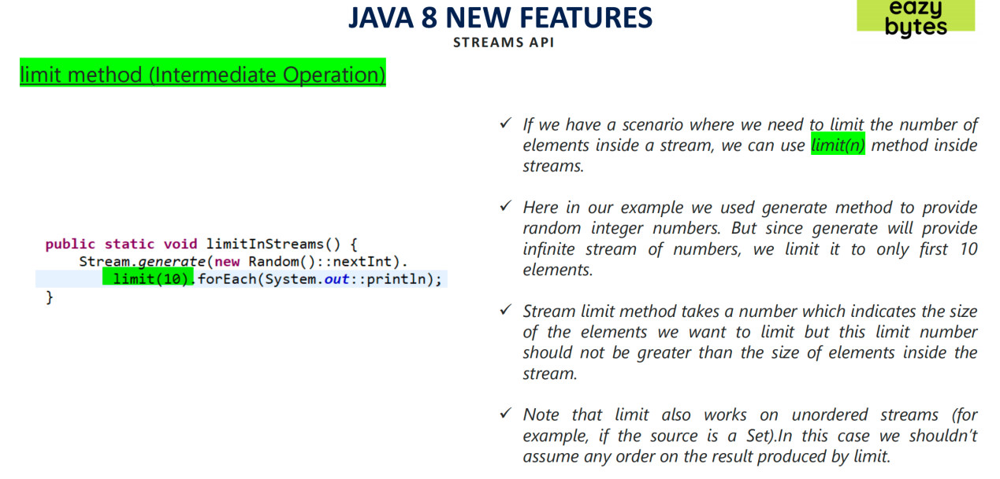 JAVA 8 NEW FEATURES
STREAMS API
eazy
bytes
limit method (Intermediate Operation)
public static void limitInStreams() {
Stream.generate(new Random()::nextInt).
limit(10).forEach(System.out::println);
}
✓ If we have a scenario where we need to limit the number of
elements inside a stream, we can use limit(n) method inside
streams.
✓ Here in our example we used generate method to provide
random integer numbers. But since generate will provide
infinite stream of numbers, we limit it to only first 10
elements.
✓ Stream limit method takes a number which indicates the size
of the elements we want to limit but this limit number
should not be greater than the size of elements inside the
stream.
✓ Note that limit also works on unordered streams (for
example, if the source is a Set).In this case we shouldn’t
assume any order on the result produced by limit.